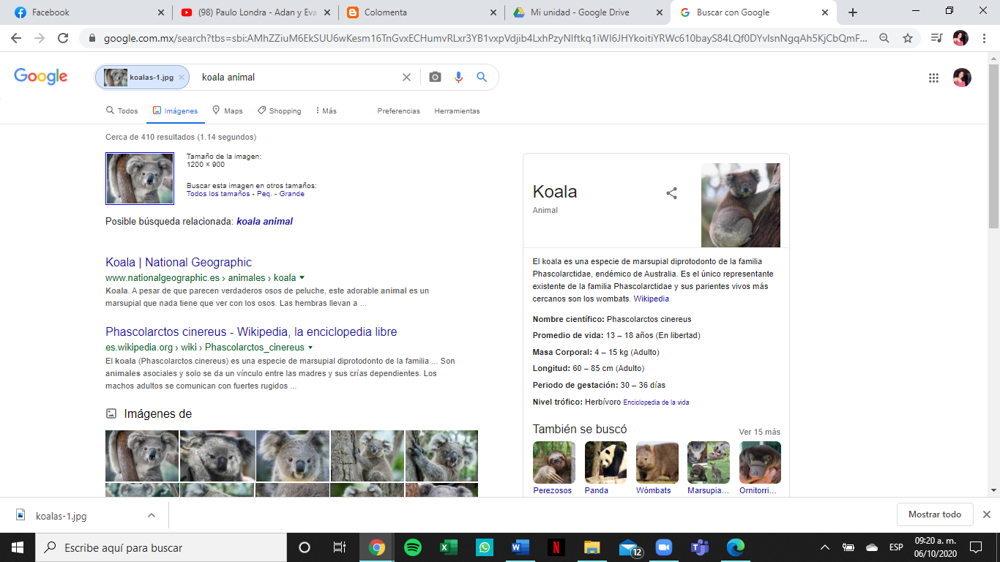 Facebook
(98) Paulo Londra - Adan y Eva
Colomenta
Mi unidad - Google Drive
Buscar con Google
google.com.mx/search?tbs=sbi:AMhZZiuM6EkSUU6wKesm16TnGvxECHumvRLxr3YB1vxpVdjib4LxhPzyNIftkq1iWI6JHYkoitiYRWc610bayS84LQf0DYvlsnNgqAh5KjCbQmF...
Google
koalas-1.jpg
koala animal
Todos
Imágenes
Maps
Shopping
Más
Preferencias
Herramientas
Cerca de 410 resultados (1.14 segundos)
Tamaño de la imagen:
1200 × 900
Buscar esta imagen en otros tamaños:
Todos los tamaños - Peq. - Grande
Posible búsqueda relacionada: koala animal
Koala | National Geographic
www.nationalgeographic.es › animales › koala
Koala. A pesar de que parecen verdaderos osos de peluche, este adorable animal es un
marsupial que nada tiene que ver con los osos. Las hembras llevan a ...
Phascolarctos cinereus - Wikipedia, la enciclopedia libre
es.wikipedia.org › wiki › Phascolarctos_cinereus
El koala (Phascolarctos cinereus) es una especie de marsupial diprotodonto de la familia ... Son
animales asociales y solo se da un vínculo entre las madres y sus crías dependientes. Los
machos adultos se comunican con fuertes rugidos ...
Imágenes de
Koala
Animal
El koala es una especie de marsupial diprotodonto de la familia
Phascolarctidae, endémico de Australia. Es el único representante
existente de la familia Phascolarctidae y sus parientes vivos más
cercanos son los wombats. Wikipedia
Nombre científico: Phascolarctos cinereus
Promedio de vida: 13 – 18 años (En libertad)
Masa Corporal: 4 – 15 kg (Adulto)
Longitud: 60 – 85 cm (Adulto)
Periodo de gestación: 30 – 36 días
Nivel trófico: Herbívoro Enciclopedia de la vida
También se buscó
Ver 15 más
Perezosos
Panda
Wómbats
Marsupia...
Ornitorri...
koalas-1.jpg
Mostrar todo
Escribe aquí para buscar
12
ESP
09:20 a. m.
06/10/2020